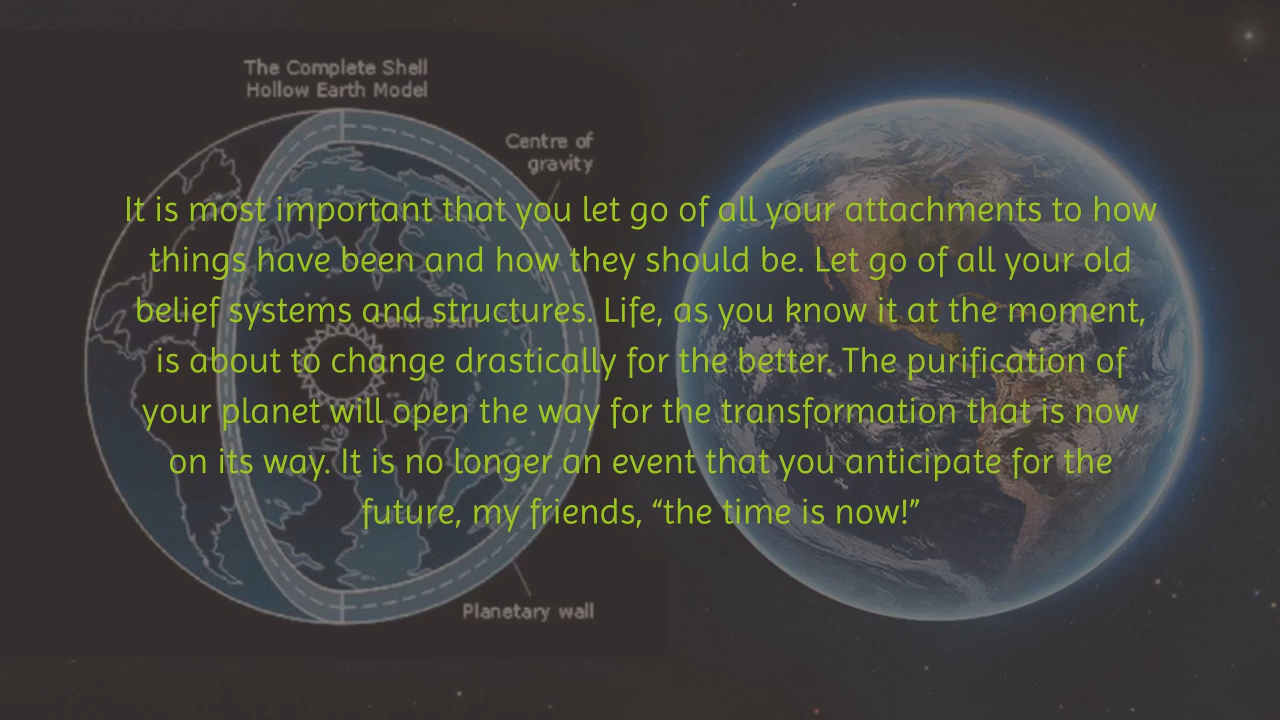 The Complete Shell
Hollow Earth Model
Centre of
gravity
It is most important that you let go of all your attachments to how
things have been and how they should be. Let go of all your old
belief systems and structures. Life, as you know it at the moment,
Central sun
is about to change drastically for the better. The purification of
your planet will open the way for the transformation that is now
on its way. It is no longer an event that you anticipate for the
future, my friends, “the time is now!”
Planetary wall